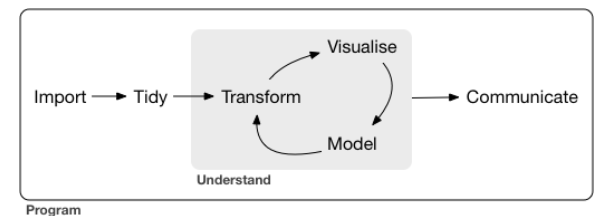 Visualise
Import
Tidy
Transform
Communicate
Model
Understand
Program